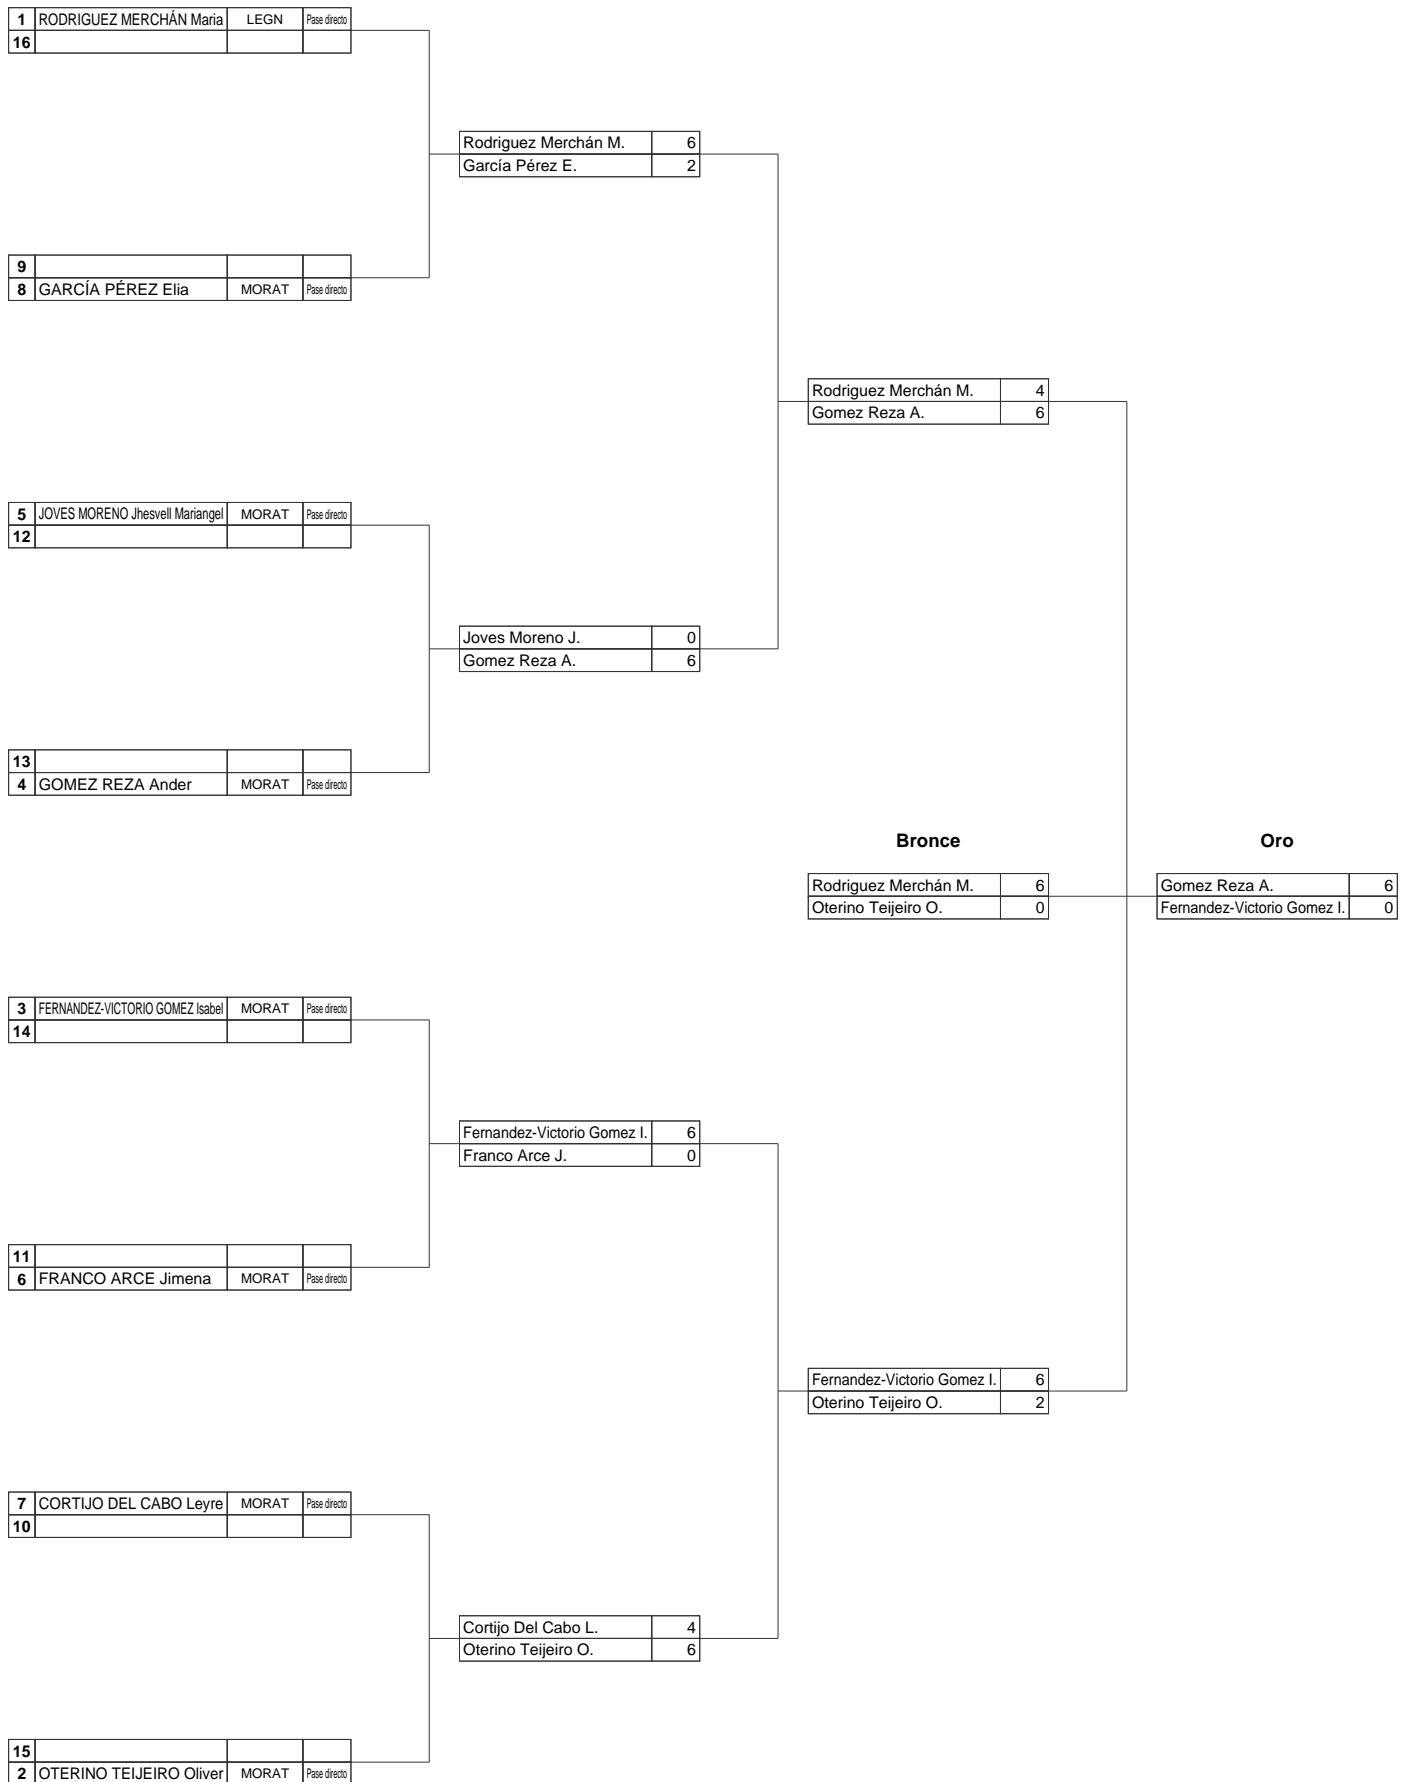 1 RODRIGUEZ MERCHÁN Maria LEGN Pase directo
16
Rodriguez Merchán M. 6
García Pérez E. 2
9
8 GARCÍA PÉREZ Elia MORAT Pase directo
Rodriguez Merchán M. 4
Gomez Reza A. 6
5 JOVES MORENO Jhesvell Mariangel MORAT Pase directo
12
Joves Moreno J. 0
Gomez Reza A. 6
13
4 GOMEZ REZA Ander MORAT Pase directo
Bronce Oro
Rodriguez Merchán M. 6 Gomez Reza A. 6
Oterino Teijeiro O. 0 Fernandez-Victorio Gomez I. 0
3 FERNANDEZ-VICTORIO GOMEZ Isabel MORAT Pase directo
14
Fernandez-Victorio Gomez I. 6
Franco Arce J. 0
11
6 FRANCO ARCE Jimena MORAT Pase directo
Fernandez-Victorio Gomez I. 6
Oterino Teijeiro O. 2
7 CORTIJO DEL CABO Leyre MORAT Pase directo
10
Cortijo Del Cabo L. 4
Oterino Teijeiro O. 6
15
2 OTERINO TEIJEIRO Oliver MORAT Pase directo